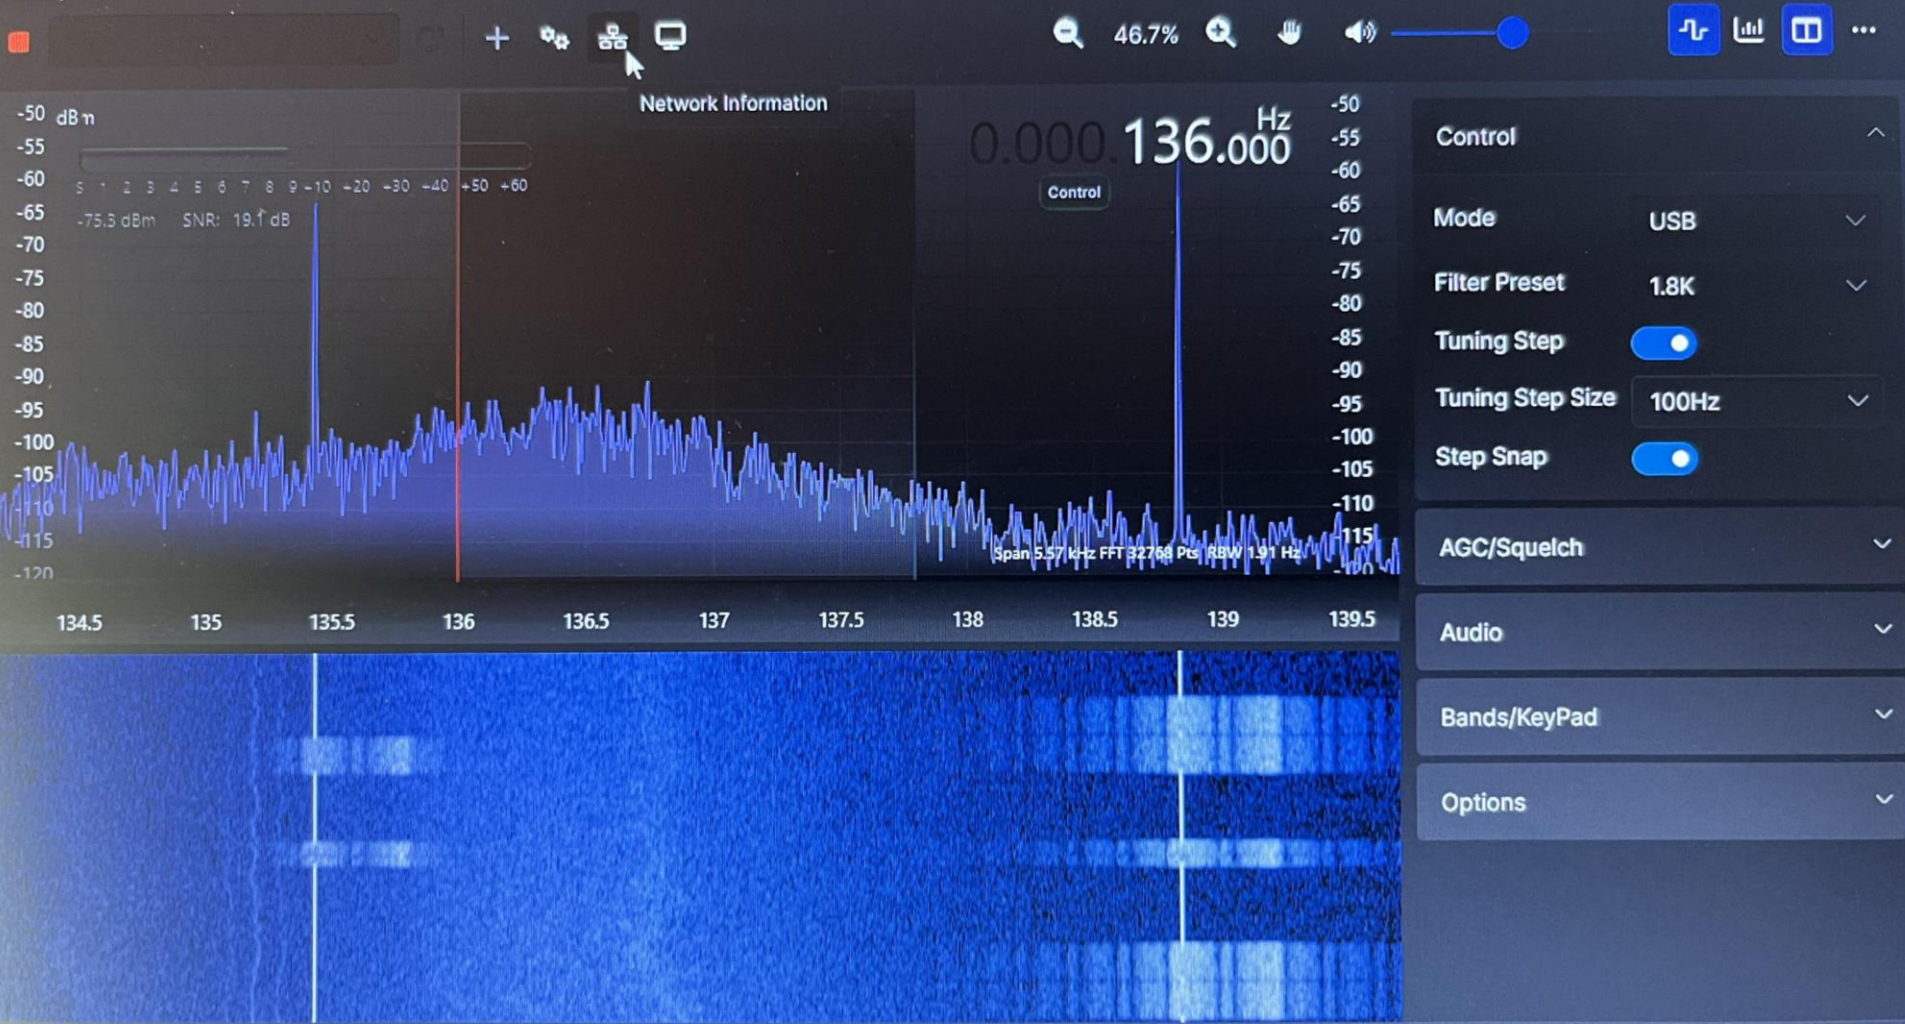 46.7%
Network Information
-50 dBm
-55
-60
-65
-70
-75
-80
-85
-90
-95
-100
-105
-110
-115
-120
S 1 2 3 4 5 6 7 8 9 +10 +20 +30 +40 +50 +60
-75.3 dBm SNR: 19.1 dB
0.000.136.000 Hz
Control
-50
-55
-60
-65
-70
-75
-80
-85
-90
-95
-100
-105
-110
-115
Span 5.57 kHz FFT 32768 Pts RBW 1.91 Hz
134.5 135 135.5 136 136.5 137 137.5 138 138.5 139 139.5
Control
Mode USB
Filter Preset 1.8K
Tuning Step
Tuning Step Size 100Hz
Step Snap
AGC/Squelch
Audio
Bands/KeyPad
Options